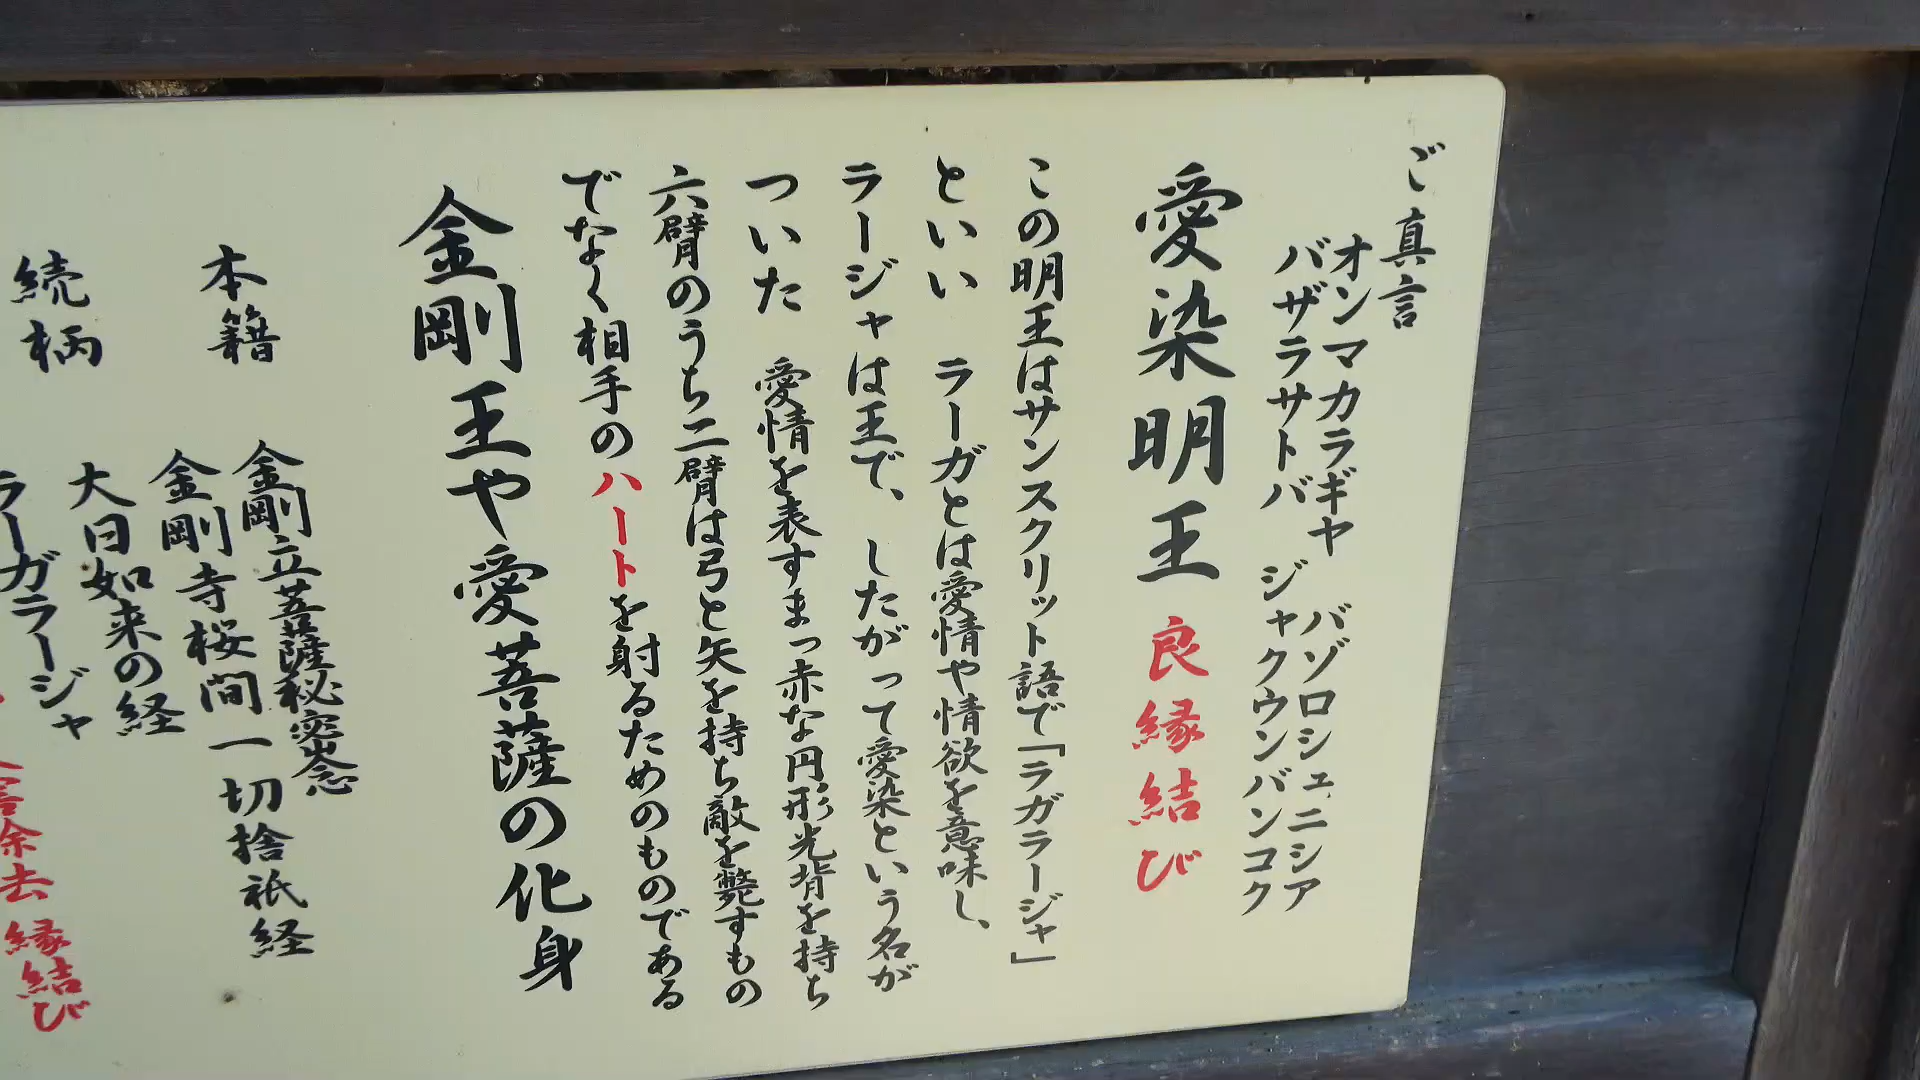 ご真言
オンマカラギヤ バゾロシェニシア
バザラサトバ ジャクウンバンコク
愛染明王 良縁結び
この明王はサンスクリット語で「ラガラージャ」
といい ラーガとは愛情や情欲を意味し、
ラージャは王で、したがって愛染という名が
ついた 愛情を表すまっ赤な円形光背を持ち
六臂のうち二臂は弓と矢を持ち敵を斃すもの
でなく相手のハートを射るためのものである
金剛王や愛菩薩の化身
本籍 金剛立菩薩秘密念
金剛寺桜間一切捨祇経
大日如来の経
続柄 ラーガラージャ
除去 縁結び